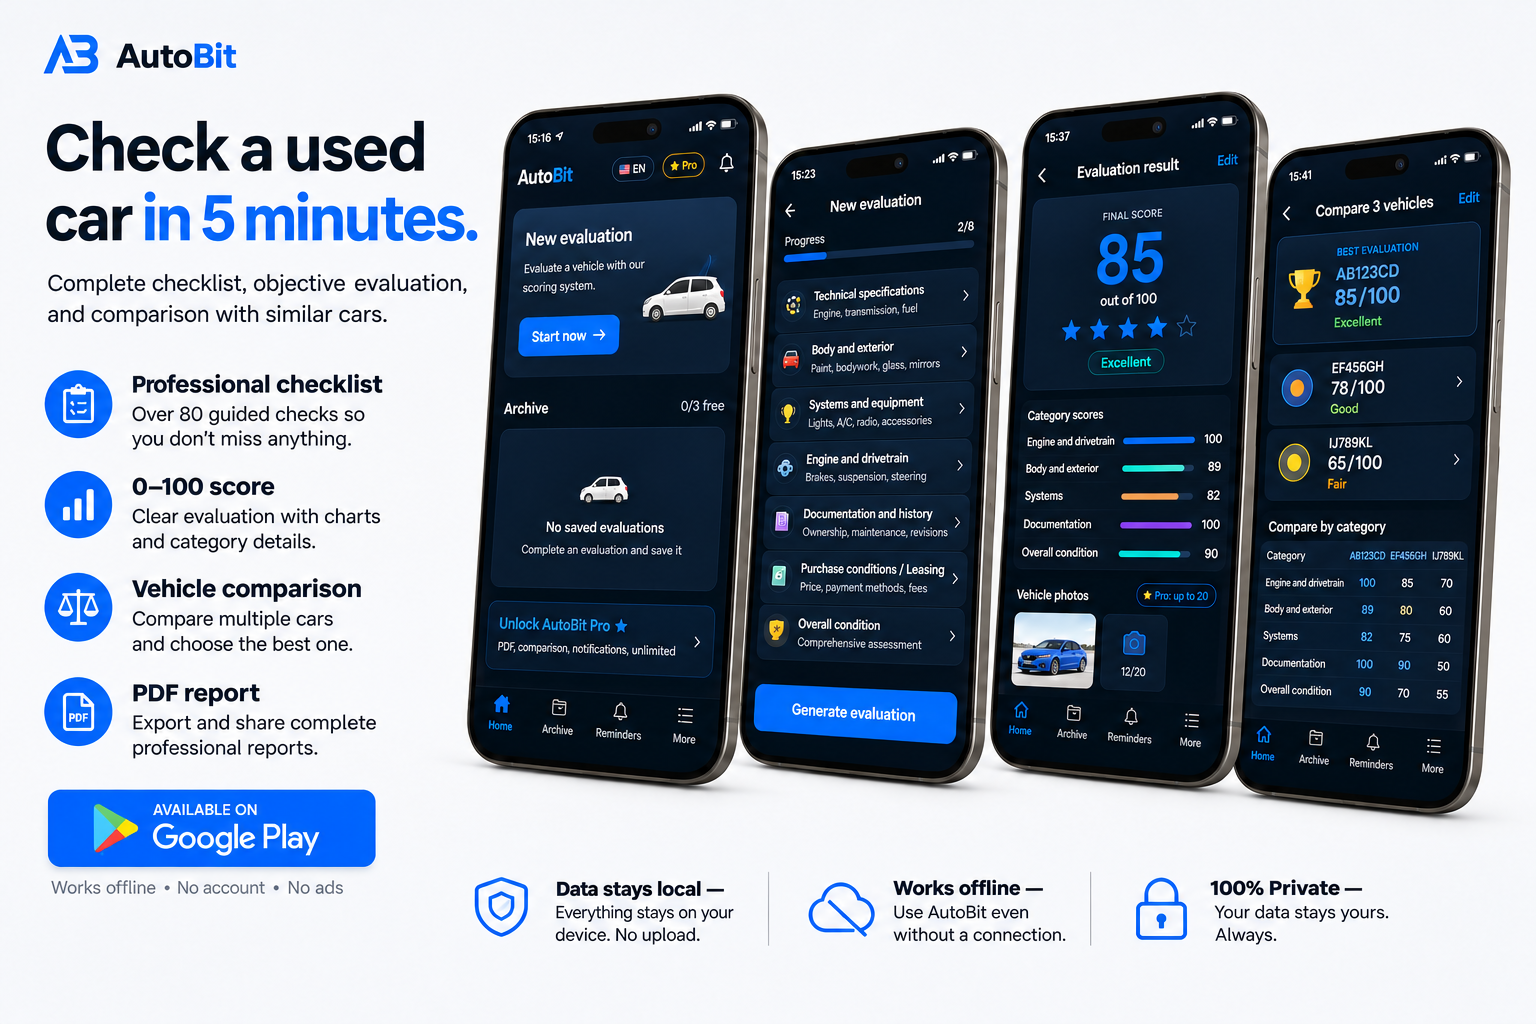 AB AutoBit
Check a used
car in 5 minutes.
Complete checklist, objective evaluation,
and comparison with similar cars.
Professional checklist
Over 80 guided checks so
you don't miss anything.
0–100 score
Clear evaluation with charts
and category details.
Vehicle comparison
Compare multiple cars
and choose the best one.
PDF
PDF report
Export and share complete
professional reports.
AVAILABLE ON
Google Play
Works offline • No account • No ads
15:16
AutoBit
EN
Pro
New evaluation
Evaluate a vehicle with our
scoring system.
Start now →
Archive 0/3 free
No saved evaluations
Complete an evaluation and save it
Unlock AutoBit Pro ★
PDF, comparison, notifications, unlimited
Home Archive Reminders More
15:23
New evaluation
Progress 2/8
Technical specifications
Engine, transmission, fuel
Body and exterior
Paint, bodywork, glass, mirrors
Systems and equipment
Lights, A/C, radio, accessories
Engine and drivetrain
Brakes, suspension, steering
Documentation and history
Ownership, maintenance, revisions
Purchase conditions / Leasing
Price, payment methods, fees
Overall condition
Comprehensive assessment
Generate evaluation
15:37
Evaluation result Edit
FINAL SCORE
85
out of 100
Excellent
Category scores
Engine and drivetrain 100
Body and exterior 89
Systems 82
Documentation 100
Overall condition 90
Vehicle photos ★ Pro: up to 20
12/20
Home Archive Reminders More
15:41
Compare 3 vehicles Edit
BEST EVALUATION
AB123CD
85/100
Excellent
EF456GH
78/100
Good
IJ789KL
65/100
Fair
Compare by category
Category AB123CD EF456GH IJ789KL
Engine and drivetrain 100 85 70
Body and exterior 89 80 60
Systems 82 75 60
Documentation 100 90 50
Overall condition 90 70 55
Home Archive Reminders More
Data stays local —
Everything stays on your
device. No upload.
Works offline —
Use AutoBit even
without a connection.
100% Private —
Your data stays yours.
Always.